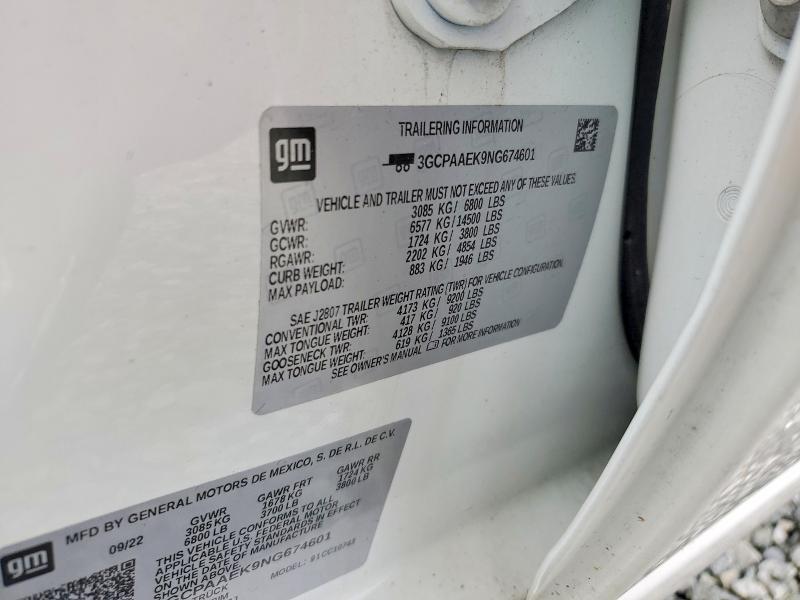 gm
TRAILERING INFORMATION
3GCPAAEK9NG674601
VEHICLE AND TRAILER MUST NOT EXCEED ANY OF THESE VALUES.
GVWR: 3085 KG / 6800 LBS
GCWR: 6577 KG / 14500 LBS
RGAWR: 1724 KG / 3800 LBS
CURB WEIGHT: 2202 KG / 4854 LBS
MAX PAYLOAD: 883 KG / 1946 LBS
SAE J2807 TRAILER WEIGHT RATING (TWR) FOR VEHICLE CONFIGURATION.
CONVENTIONAL TWR: 4173 KG / 9200 LBS
MAX TONGUE WEIGHT: 417 KG / 920 LBS
GOOSENECK TWR: 4128 KG / 9100 LBS
MAX TONGUE WEIGHT: 619 KG / 1365 LBS
SEE OWNER'S MANUAL FOR MORE INFORMATION
gm
MFD BY GENERAL MOTORS DE MEXICO, S. DE R.L. DE C.V.
09/22 GVWR GAWR FRT GAWR RR
3085 KG 1678 KG 1724 KG
6800 LB 3700 LB 3800 LB
THIS VEHICLE CONFORMS TO ALL
APPLICABLE U.S. FEDERAL MOTOR
VEHICLE SAFETY STANDARDS IN EFFECT
SHOWN ABOVE DATE OF MANUFACTURE
3GCPAAEK9NG674601
TRUCK